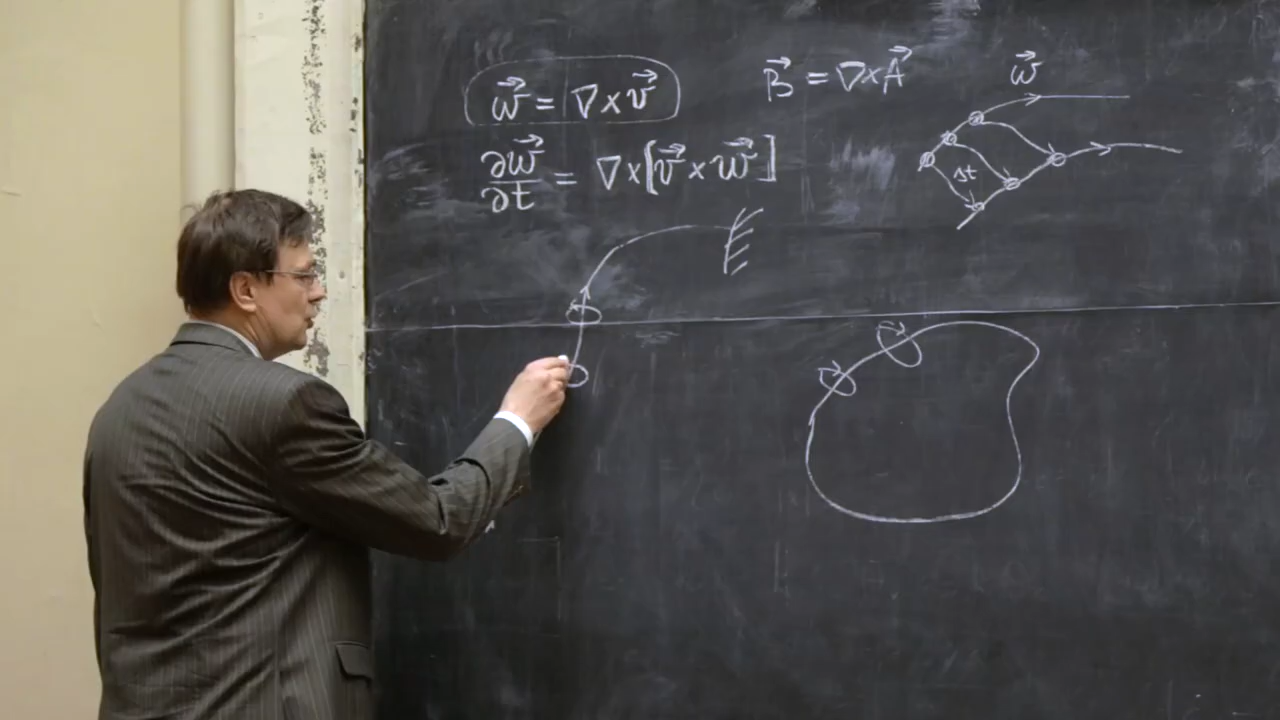 w⃗ = ∇×v⃗
B⃗ = ∇×A⃗
w⃗
∂w⃗/∂t = ∇×[v⃗×w⃗]
Δt